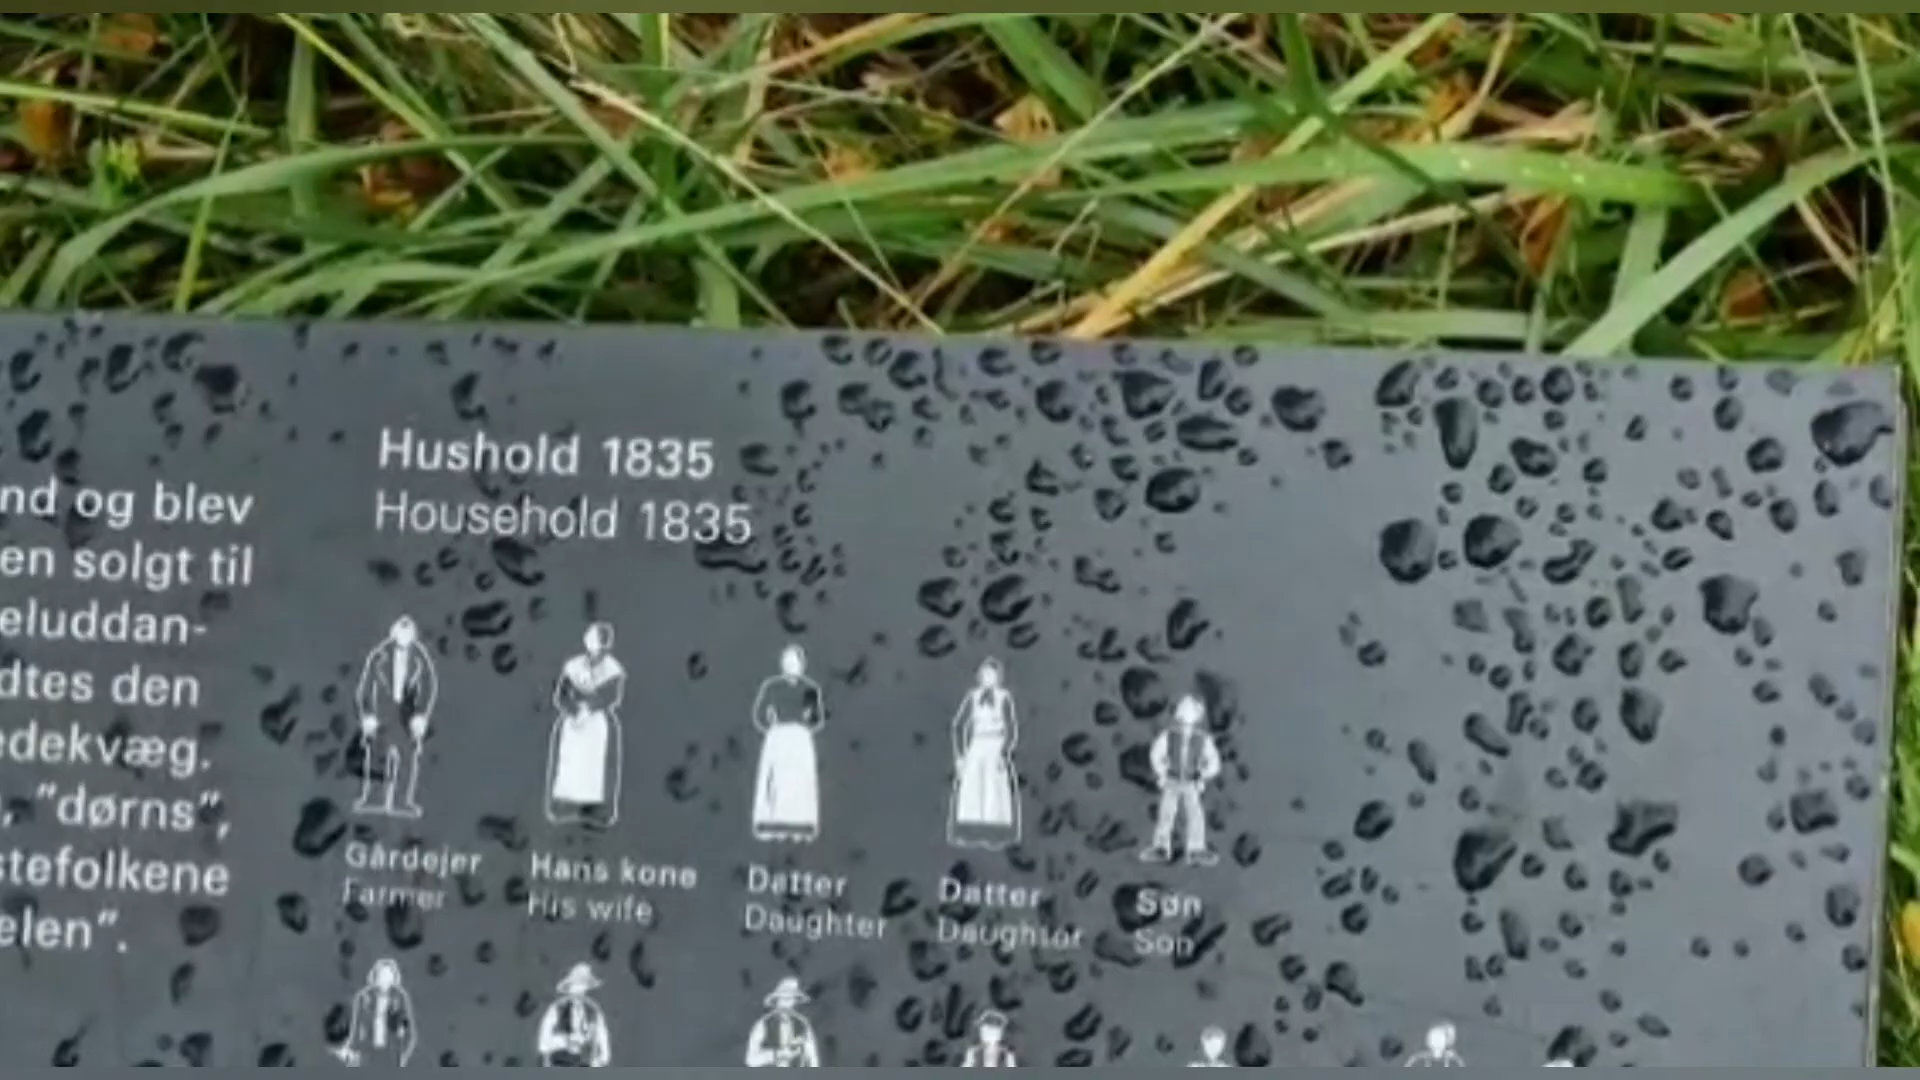 nd og blev
en solgt til
eluddan-
dtes den
edekvæg.
, "dørns",
stefolkene
elen".
Hushold 1835
Household 1835
Gårdejer
Farmer
Hans kone
His wife
Datter
Daughter
Datter
Daughter
Søn
Son